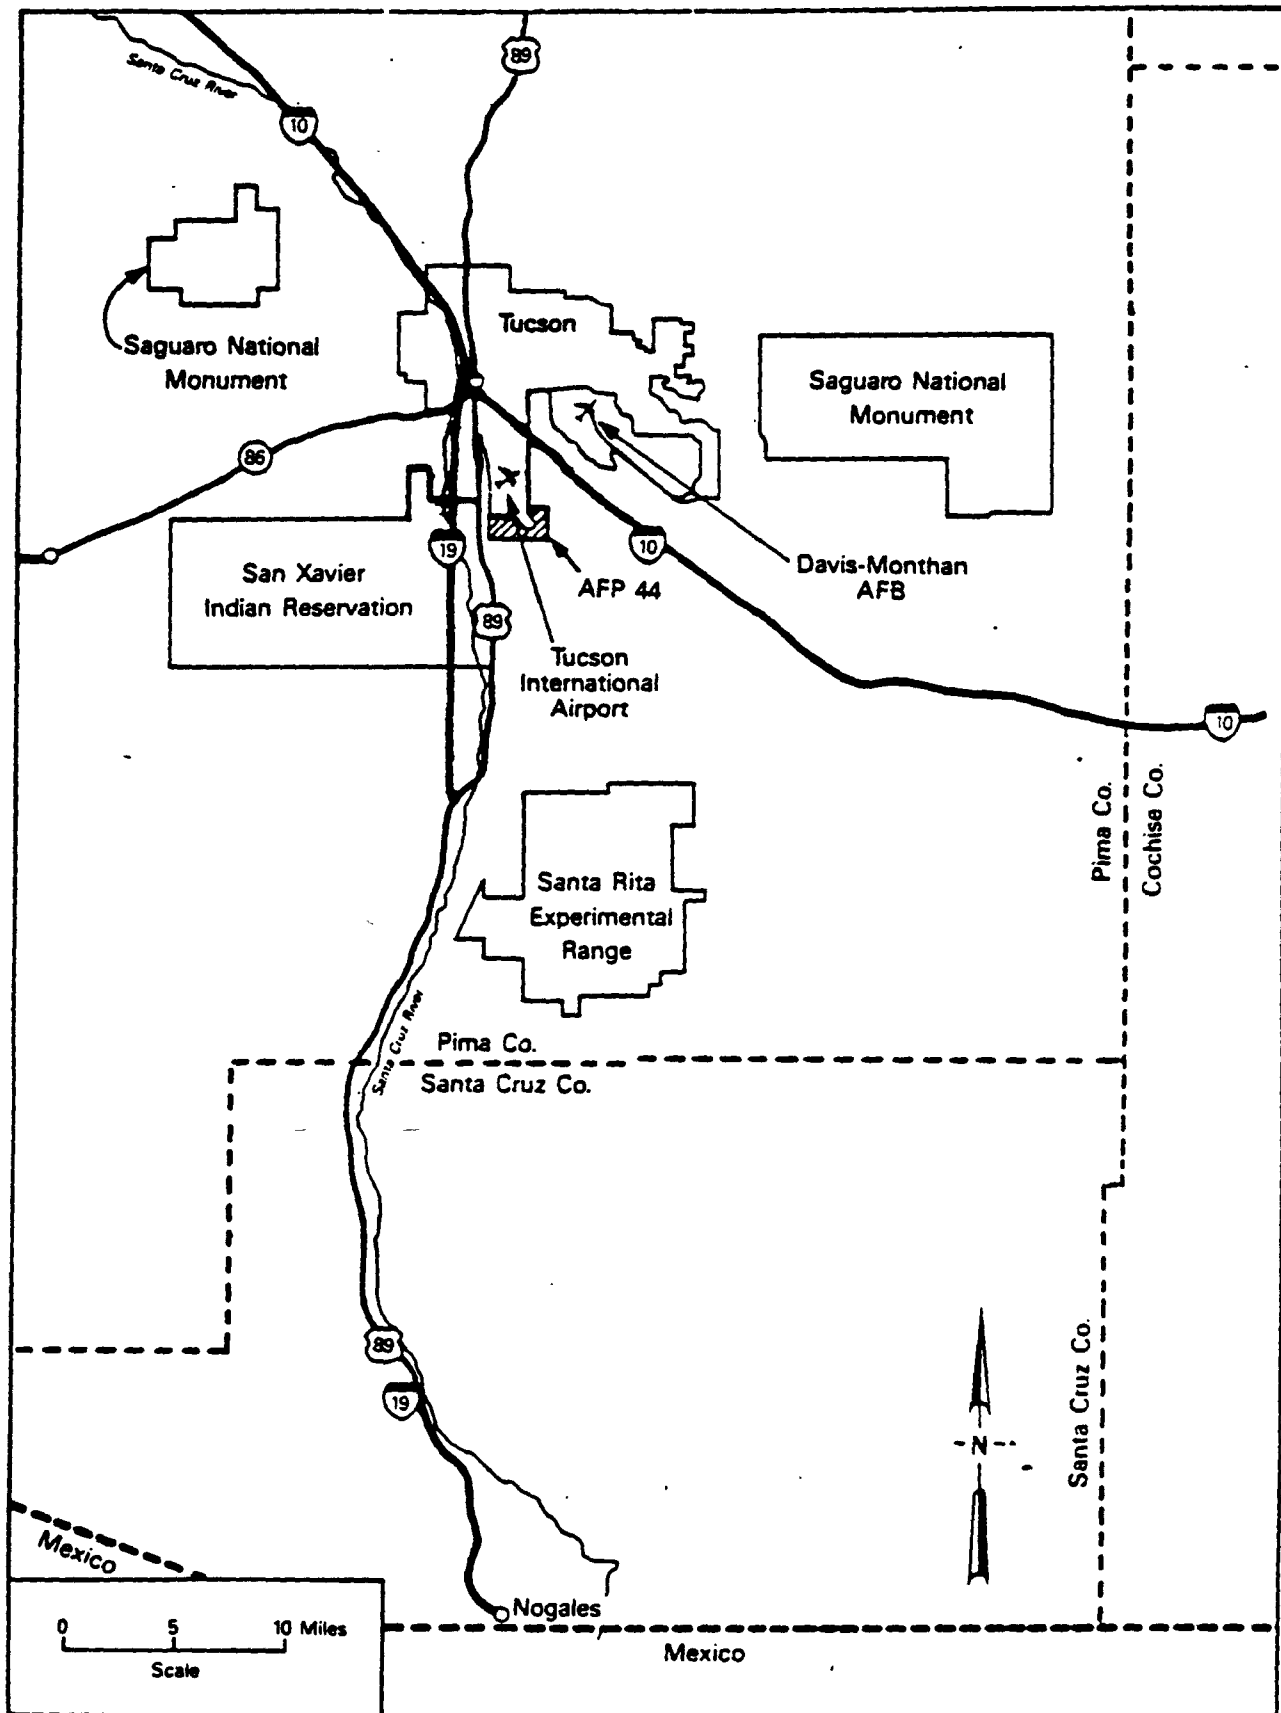 89
Santa Cruz River
10
Tucson
Saguaro National
Monument
Saguaro National
Monument
86
19
10
Davis-Monthan
AFB
San Xavier
Indian Reservation
AFP 44
89
Tucson
International
Airport
10
Pima Co.
Cochise Co.
Santa Rita
Experimental
Range
Santa Cruz River
Pima Co.
Santa Cruz Co.
89
19
Santa Cruz Co.
N
Mexico
Nogales
0 5 10 Miles
Scale
Mexico